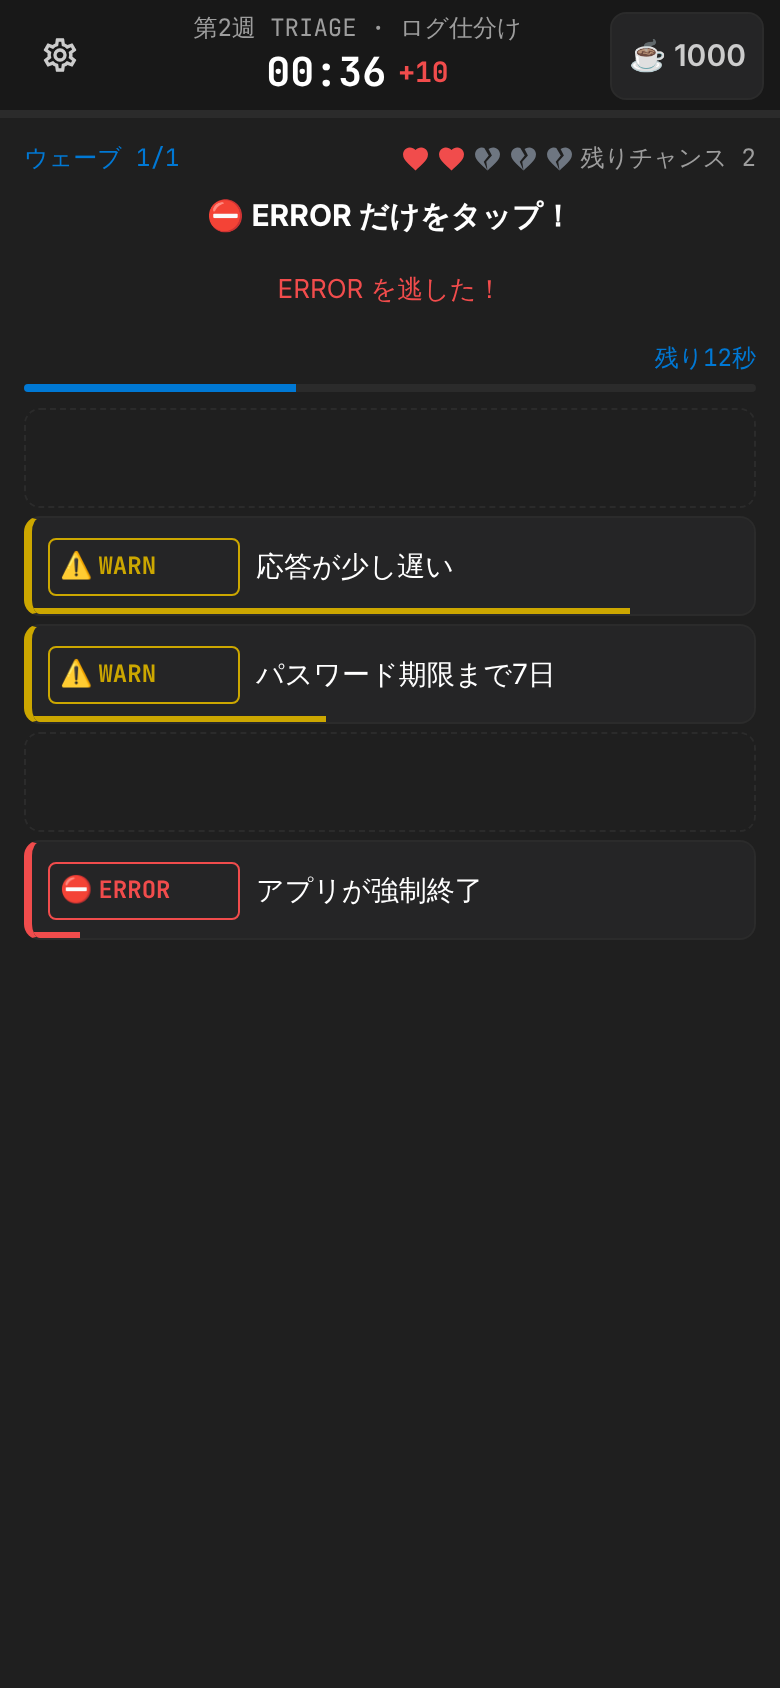 第2週 TRIAGE · ログ仕分け
00:36 +10
1000
ウェーブ 1/1
残りチャンス 2
ERROR だけをタップ！
ERROR を逃した！
残り12秒
WARN 応答が少し遅い
WARN パスワード期限まで7日
ERROR アプリが強制終了